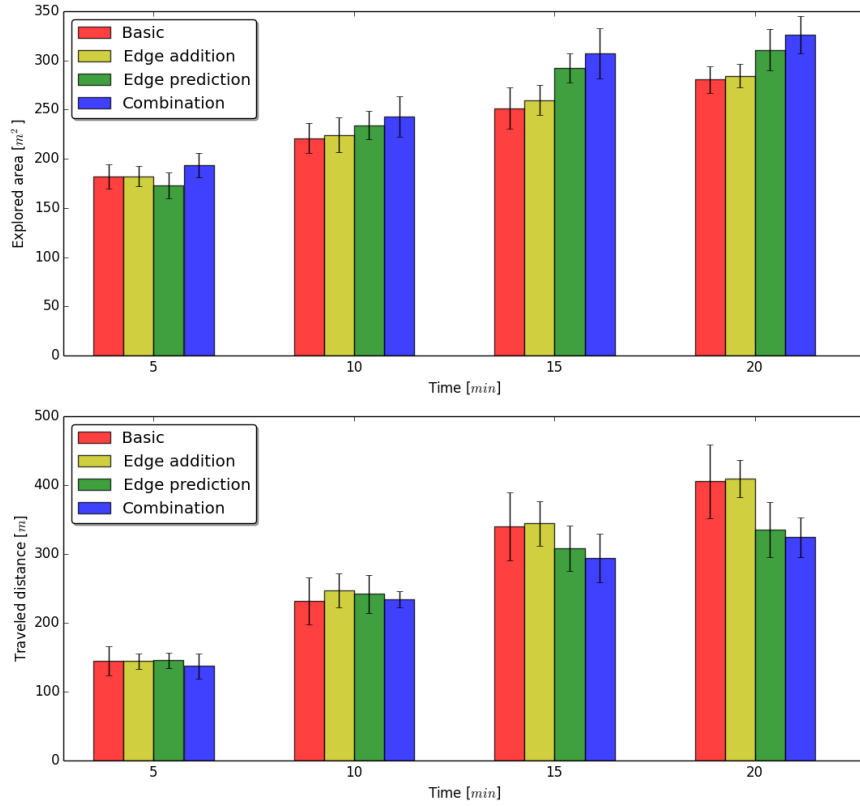 350
300
250
200
150
100
50
0
Explored area [m²]
Basic
Edge addition
Edge prediction
Combination
5 10 15 20
Time [min]
500
400
300
200
100
0
Traveled distance [m]
Basic
Edge addition
Edge prediction
Combination
5 10 15 20
Time [min]